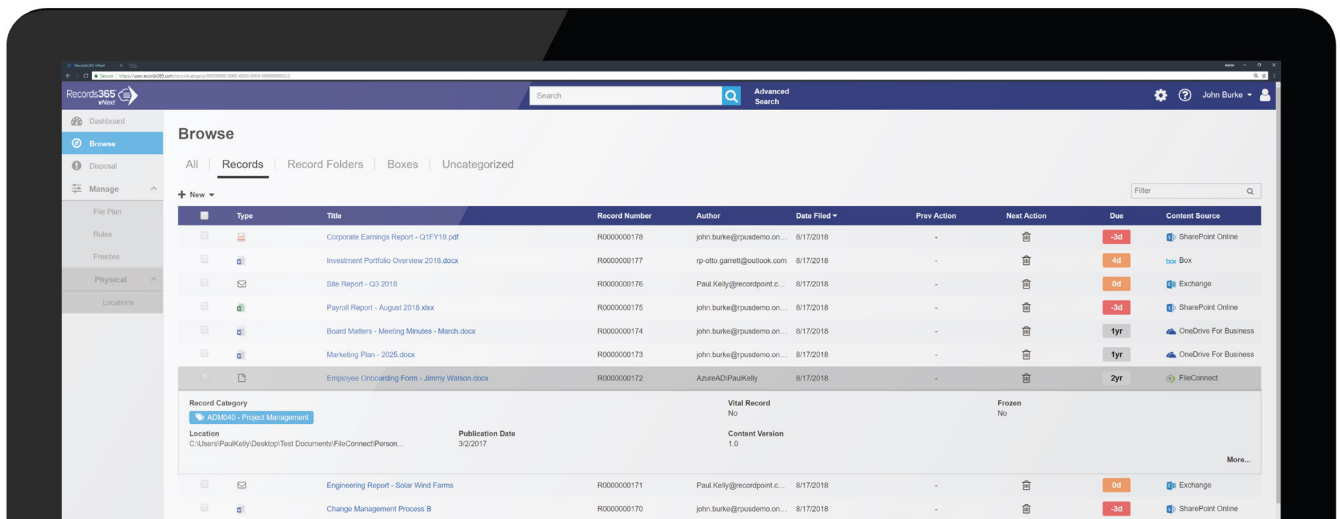 Records365 vNext
Secure | https://
Search
Advanced Search
John Burke
Dashboard
Browse
Disposal
Manage
File Plan
Rules
Freezes
Physical
Locations
Browse
All Records Record Folders Boxes Uncategorized
New
Filter
Type Title Record Number Author Date Filed Prev Action Next Action Due Content Source
Corporate Earnings Report - Q1FY18.pdf R0000000178 john.burke@rpusdemo.on... 8/17/2018 - -3d SharePoint Online
Investment Portfolio Overview 2018.docx R0000000177 rp-otto.garrett@outlook.com 8/17/2018 - 4d box Box
Site Report - Q3 2018 R0000000176 Paul.Kelly@recordpoint.c... 8/17/2018 - 0d Exchange
Payroll Report - August 2018.xlsx R0000000175 john.burke@rpusdemo.on... 8/17/2018 - -3d SharePoint Online
Board Matters - Meeting Minutes - March.docx R0000000174 john.burke@rpusdemo.on... 8/17/2018 - 1yr OneDrive For Business
Marketing Plan - 2025.docx R0000000173 john.burke@rpusdemo.on... 8/17/2018 - 1yr OneDrive For Business
Employee Onboarding Form - Jimmy Watson.docx R0000000172 AzureAD\PaulKelly 8/17/2018 - 2yr FileConnect
Record Category Vital Record Frozen
ADM040 - Project Management No No
Location Publication Date Content Version
C:\Users\PaulKelly\Desktop\Test Documents\FileConnect\Person... 3/2/2017 1.0
More...
Engineering Report - Solar Wind Farms R0000000171 Paul.Kelly@recordpoint.c... 8/17/2018 - 0d Exchange
Change Management Process B R0000000170 john.burke@rpusdemo.on... 8/17/2018 - -3d SharePoint Online